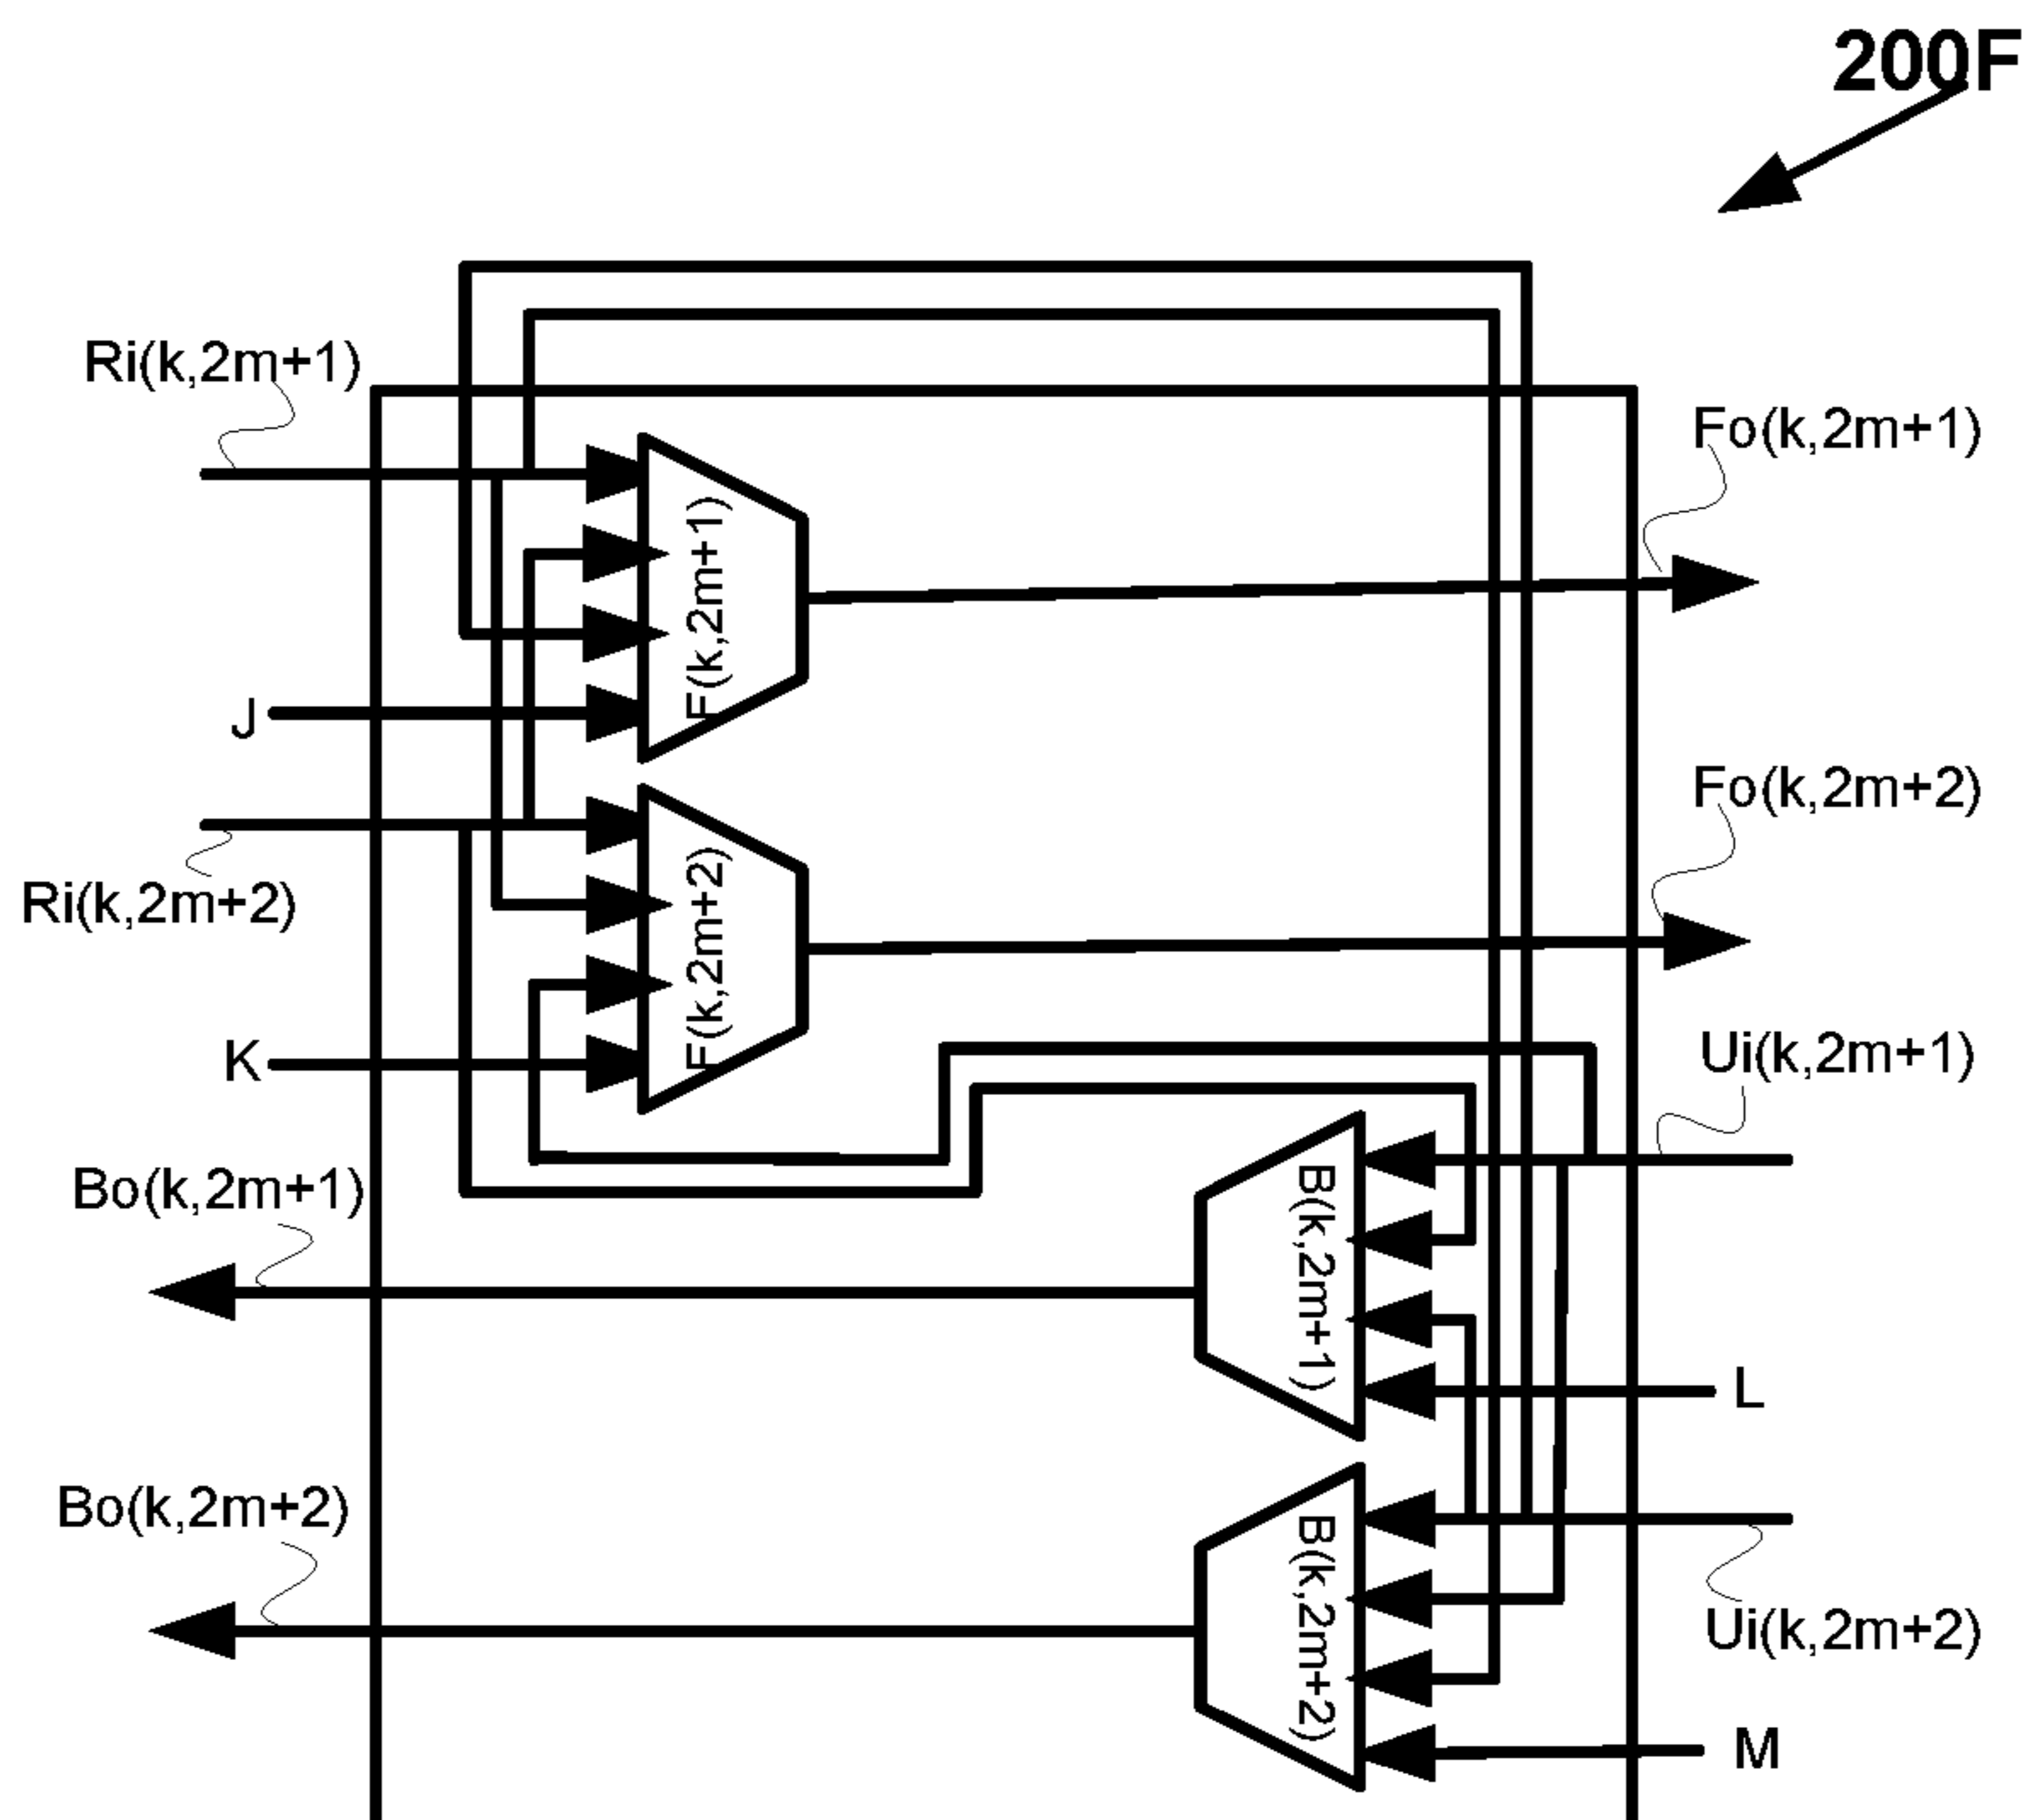 200F
Ri(k,2m+1)
Fo(k,2m+1)
F(k,2m+1)
J
Fo(k,2m+2)
Ri(k,2m+2)
F(k,2m+2)
K
Ui(k,2m+1)
Bo(k,2m+1)
B(k,2m+1)
L
Bo(k,2m+2)
B(k,2m+2)
Ui(k,2m+2)
M